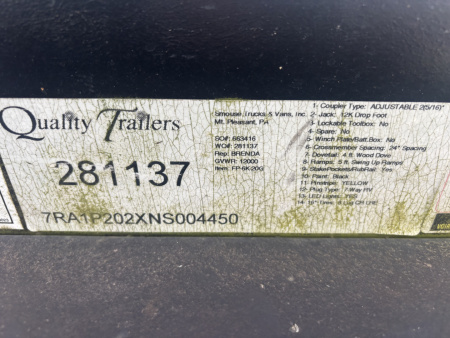 Quality Trailers
281137
7RA1P202XNS004450
Smouse Trucks & Vans, Inc.
Mt. Pleasant, PA
SO#: 663416
WO#: 281137
Rep: BRENDA
GVWR: 12000
Item: FP-6K20G
1- Coupler Type: ADJUSTABLE 2(5/16)"
2- Jack: 12K Drop Foot
3- Lockable Toolbox: No
4- Spare: No
5- Winch Plate/Batt.Box: No
6- Crossmember Spacing: 24" Spacing
7- Dovetail: 4 ft. Wood Dove
8- Ramps: 5 ft. Swing Up Ramps
9- StakePockets/RubRail: Yes
10- Paint: Black
11- Pinstripe: YELLOW
12- Plug Type: 7-Way RV
13- LED Lights: YES
14-